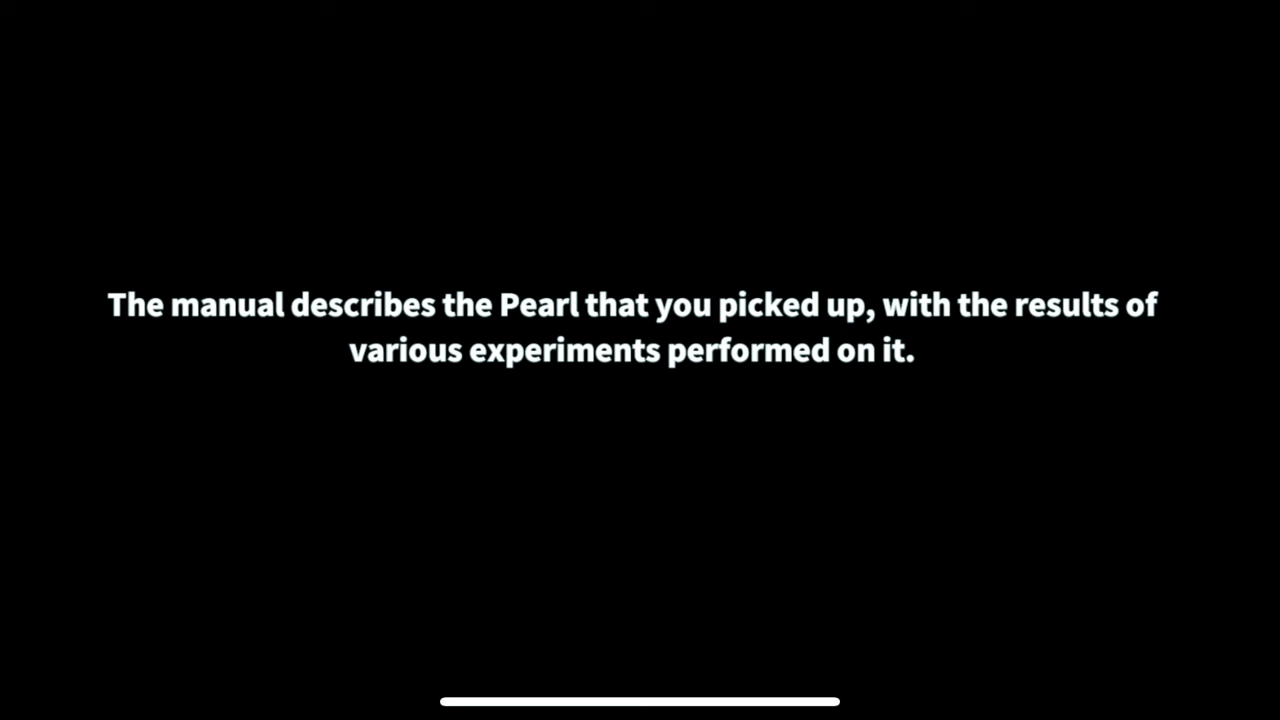 The manual describes the Pearl that you picked up, with the results of
various experiments performed on it.